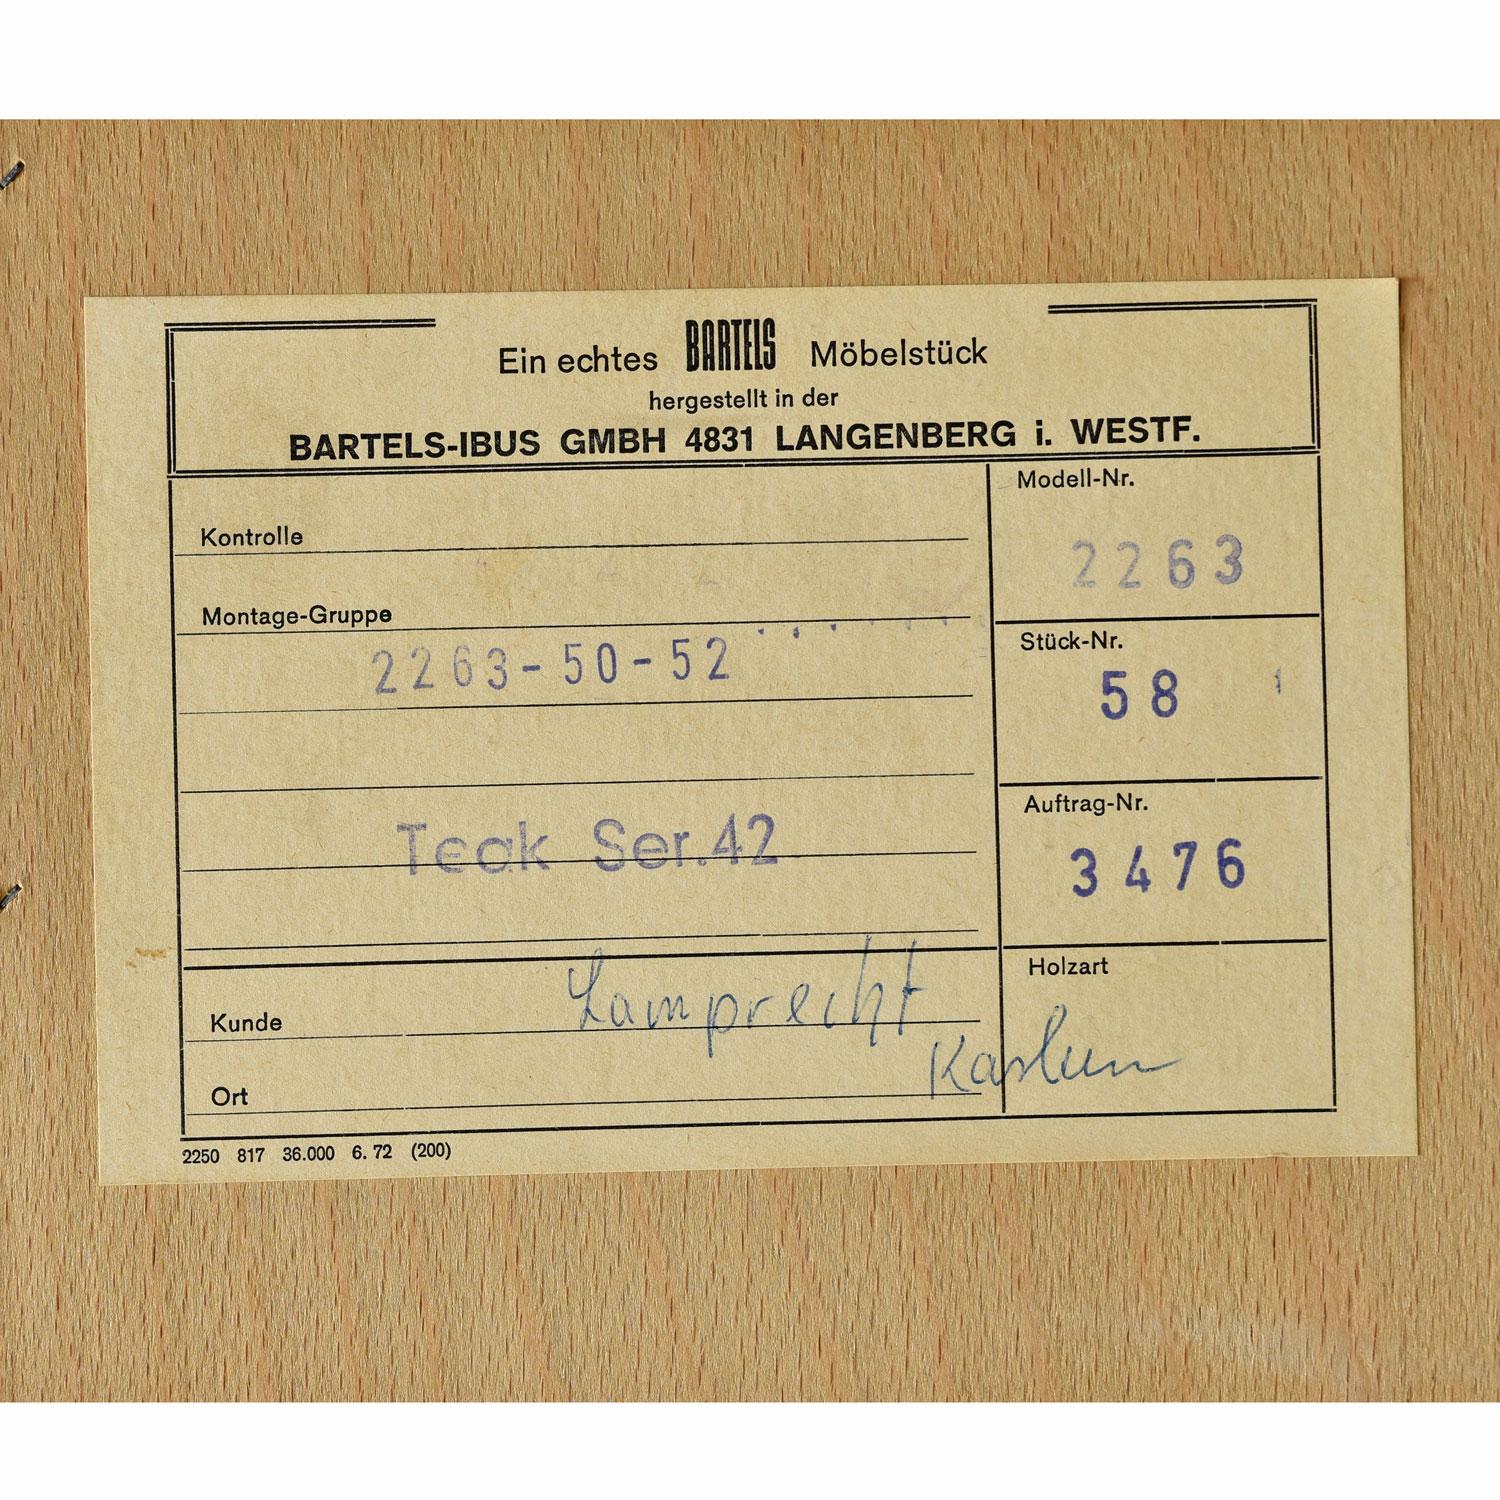 Ein echtes BARTELS Möbelstück
hergestellt in der
BARTELS-IBUS GMBH 4831 LANGENBERG i. WESTF.
Kontrolle
Montage-Gruppe
2263-50-52
Teak Ser.42
Modell-Nr.
2263
Stück-Nr.
58
Auftrag-Nr.
3476
Holzart
Kunde Lamprecht
Ort
2250 817 36.000 6.72 (200)